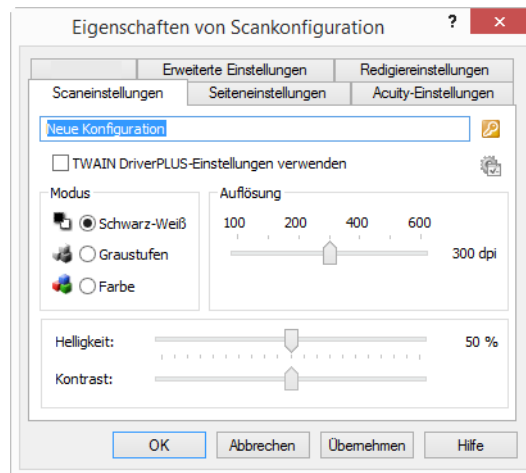 Eigenschaften von Scankonfiguration ? ×
Erweiterte Einstellungen Redigiereinstellungen
Scaneinstellungen Seiteneinstellungen Acuity-Einstellungen
Neue Konfiguration
TWAIN DriverPLUS-Einstellungen verwenden
Modus Auflösung
Schwarz-Weiß 100 200 400 600
Graustufen 300 dpi
Farbe
Helligkeit: 50 %
Kontrast:
OK Abbrechen Übernehmen Hilfe